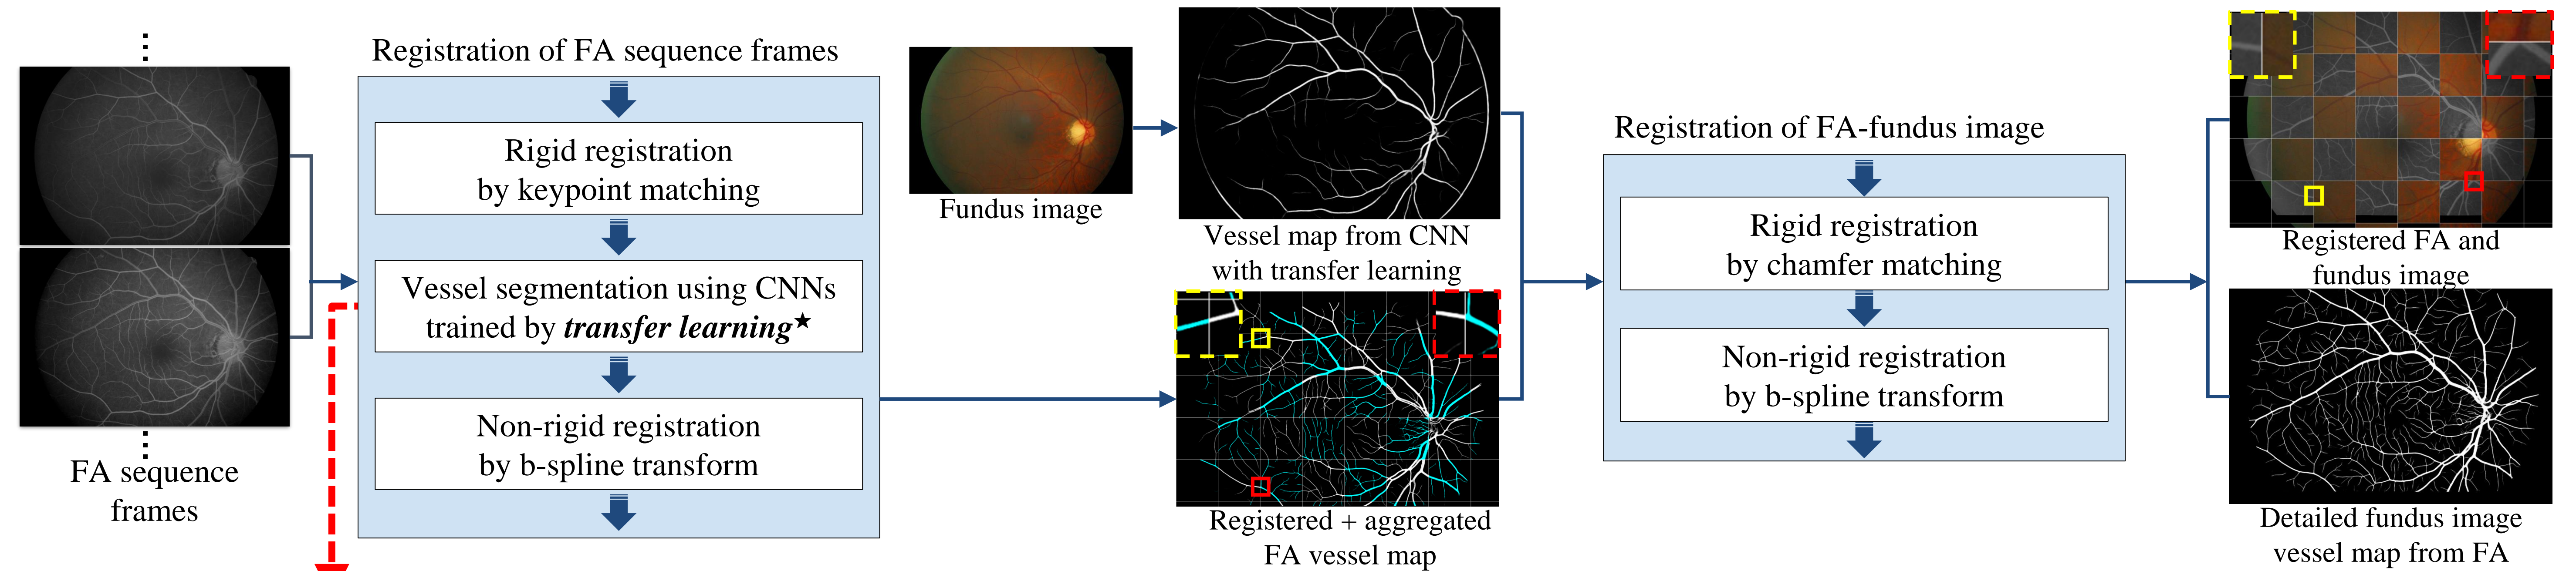 FA sequence
frames
Registration of FA sequence frames
Rigid registration
by keypoint matching
Vessel segmentation using CNNs
trained by transfer learning★
Non-rigid registration
by b-spline transform
Fundus image
Vessel map from CNN
with transfer learning
Registered + aggregated
FA vessel map
Registration of FA-fundus image
Rigid registration
by chamfer matching
Non-rigid registration
by b-spline transform
Registered FA and
fundus image
Detailed fundus image
vessel map from FA